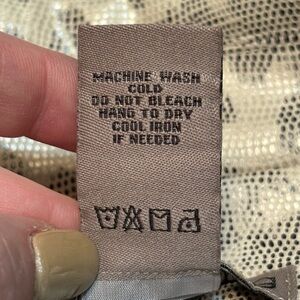 MACHINE WASH
COLD
DO NOT BLEACH
HANG TO DRY
COOL IRON
IF NEEDED